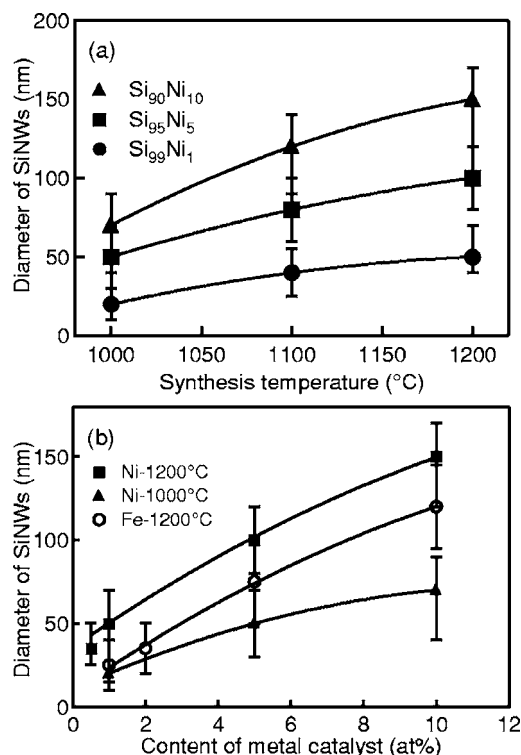 200
(a)
Si90Ni10
150
Si95Ni5
Si99Ni1
100
50
0
Diameter of SiNWs (nm)
1000 1050 1100 1150 1200
Synthesis temperature (°C)
(b)
150
Ni-1200°C
Ni-1000°C
Fe-1200°C
100
50
0
Diameter of SiNWs (nm)
0 2 4 6 8 10 12
Content of metal catalyst (at%)